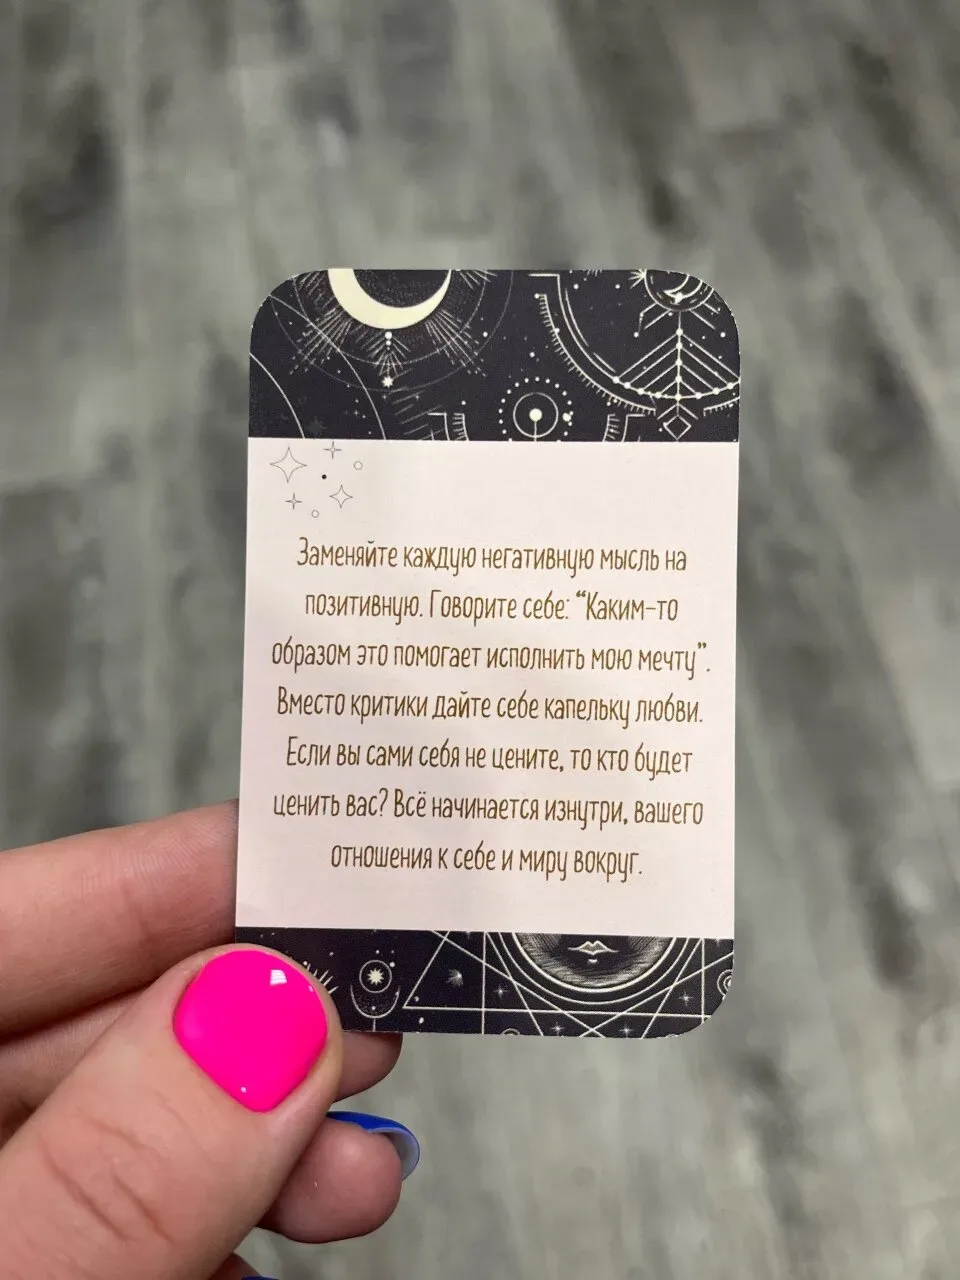 Заменяйте каждую негативную мысль на
позитивную. Говорите себе: “Каким-то
образом это помогает исполнить мою мечту”.
Вместо критики дайте себе капельку любви.
Если вы сами себя не цените, то кто будет
ценить вас? Всё начинается изнутри, вашего
отношения к себе и миру вокруг.